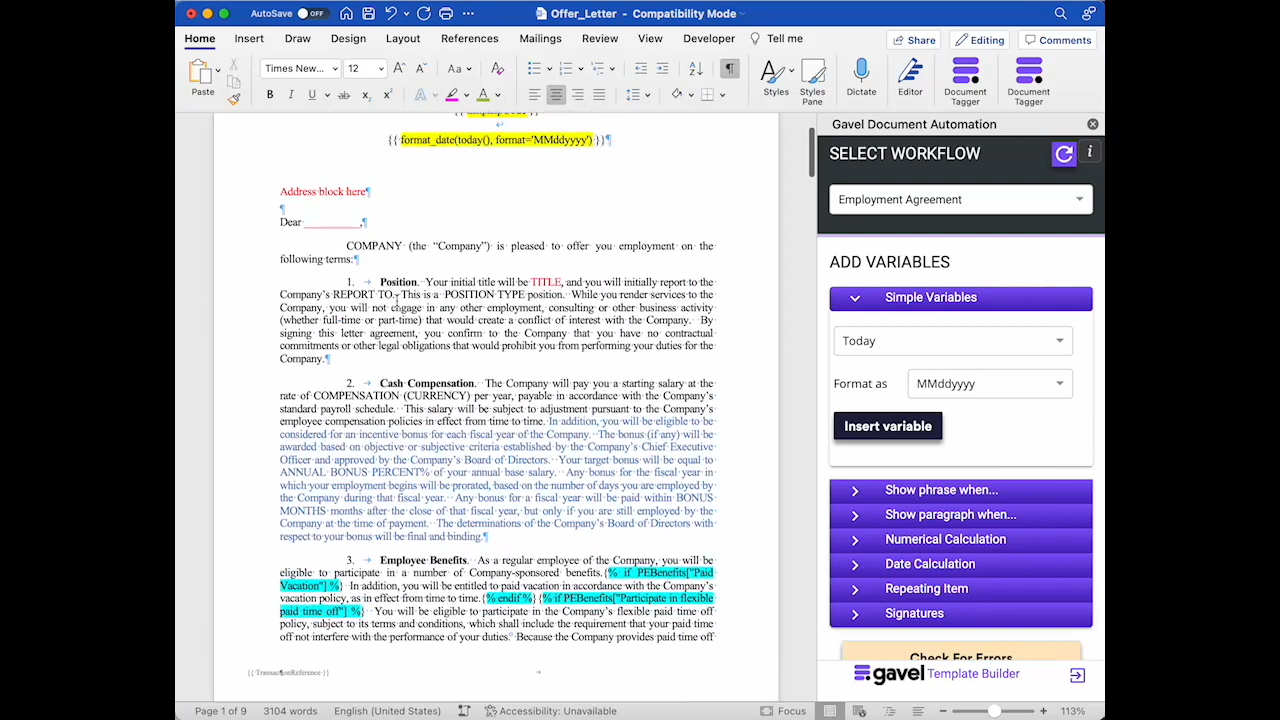 AutoSave OFF Offer_Letter - Compatibility Mode
Home Insert Draw Design Layout References Mailings Review View Developer Tell me Share Editing Comments
Paste Times New... 12 Aa Styles Styles Pane Dictate Editor Document Tagger Document Tagger
{{ format_date(today(), format='MMddyyyy') }}¶
Address block here¶
¶
Dear __________,¶
COMPANY (the “Company”) is pleased to offer you employment on the
following terms:¶
1. → Position. Your initial title will be TITLE, and you will initially report to the
Company’s REPORT TO. This is a POSITION TYPE position. While you render services to the
Company, you will not engage in any other employment, consulting or other business activity
(whether full-time or part-time) that would create a conflict of interest with the Company. By
signing this letter agreement, you confirm to the Company that you have no contractual
commitments or other legal obligations that would prohibit you from performing your duties for the
Company.¶
2. → Cash Compensation. The Company will pay you a starting salary at the
rate of COMPENSATION (CURRENCY) per year, payable in accordance with the Company’s
standard payroll schedule. This salary will be subject to adjustment pursuant to the Company’s
employee compensation policies in effect from time to time. In addition, you will be eligible to be
considered for an incentive bonus for each fiscal year of the Company. The bonus (if any) will be
awarded based on objective or subjective criteria established by the Company’s Chief Executive
Officer and approved by the Company’s Board of Directors. Your target bonus will be equal to
ANNUAL BONUS PERCENT% of your annual base salary. Any bonus for the fiscal year in
which your employment begins will be prorated, based on the number of days you are employed by
the Company during that fiscal year. Any bonus for a fiscal year will be paid within BONUS
MONTHS months after the close of that fiscal year, but only if you are still employed by the
Company at the time of payment. The determinations of the Company’s Board of Directors with
respect to your bonus will be final and binding.¶
3. → Employee Benefits. As a regular employee of the Company, you will be
eligible to participate in a number of Company-sponsored benefits.{% if PEBenefits["Paid
Vacation"] %} In addition, you will be entitled to paid vacation in accordance with the Company’s
vacation policy, as in effect from time to time.{% endif %}{% if PEBenefits["Participate in flexible
paid time off"] %} You will be eligible to participate in the Company’s flexible paid time off
policy, subject to its terms and conditions, which shall include the requirement that your paid time
off not interfere with the performance of your duties. Because the Company provides paid time off
{{ TransactionReference }}
Gavel Document Automation
SELECT WORKFLOW
Employment Agreement
ADD VARIABLES
Simple Variables
Today
Format as MMddyyyy
Insert variable
Show phrase when...
Show paragraph when...
Numerical Calculation
Date Calculation
Repeating Item
Signatures
Check For Errors
gavel Template Builder
Page 1 of 9 3104 words English (United States) Accessibility: Unavailable Focus 113%